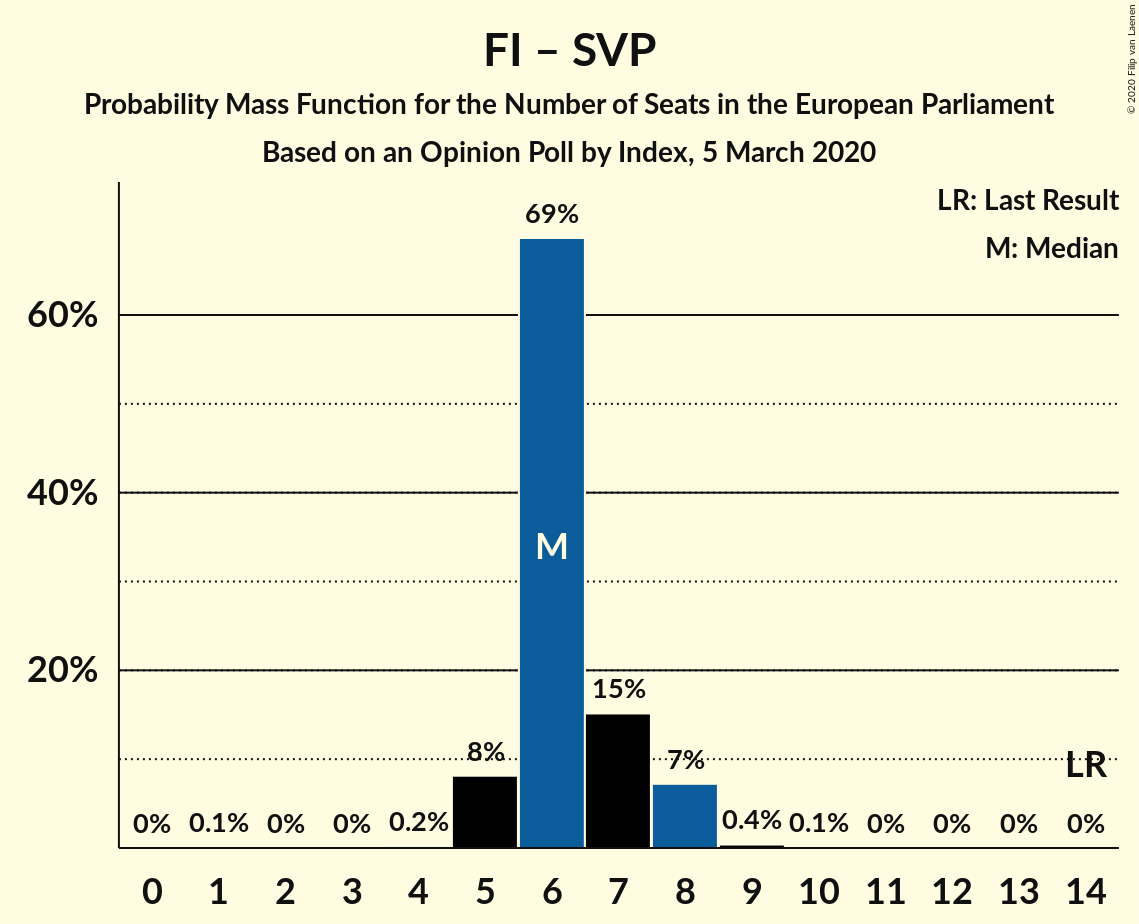 FI – SVP
Probability Mass Function for the Number of Seats in the European Parliament
Based on an Opinion Poll by Index, 5 March 2020
© 2020 Filip van Laenen
LR: Last Result
M: Median
69%
60%
40%
M
20%
15%
8%
7%
LR
0% 0.1% 0% 0% 0.2% 0.4% 0.1% 0% 0% 0% 0%
0 1 2 3 4 5 6 7 8 9 10 11 12 13 14